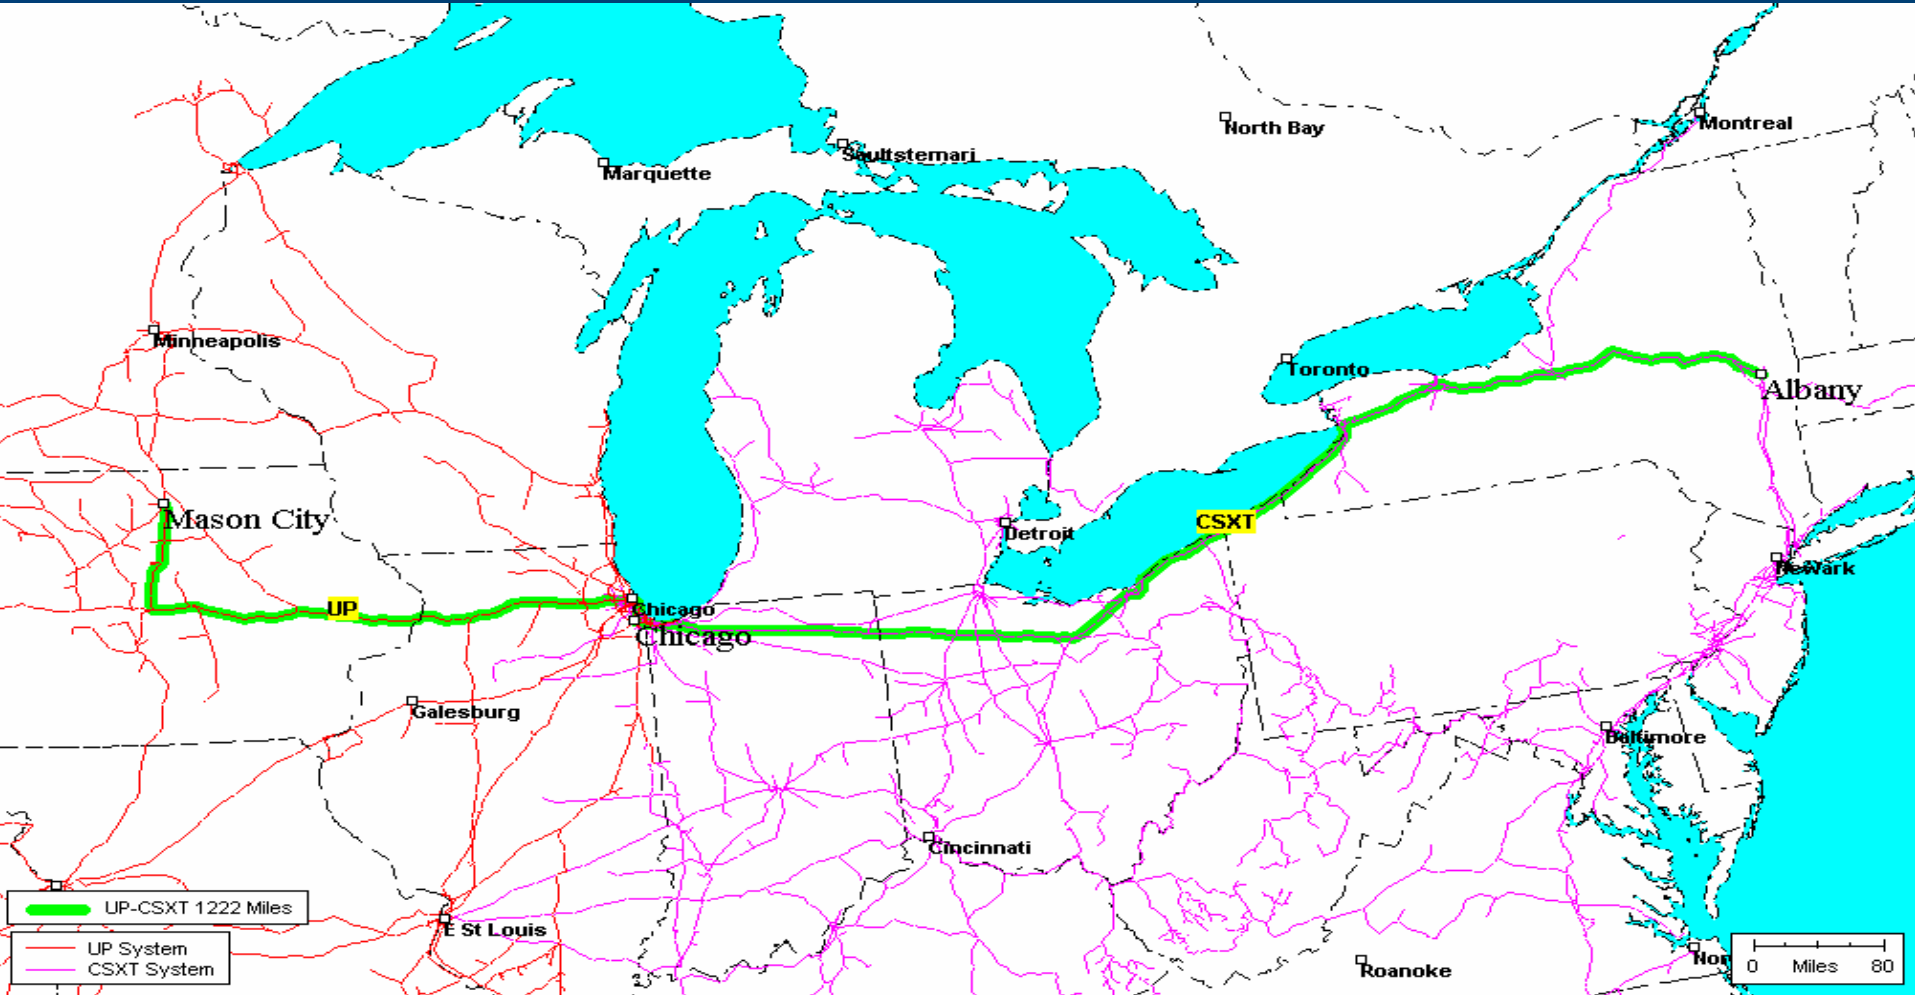 North Bay
Montreal
Saultstemari
Marquette
Minneapolis
Toronto
Albany
Mason City
CSXT
Detroit
Newark
UP
Chicago
Chicago
Galesburg
Baltimore
Cincinnati
UP-CSXT 1222 Miles
E St Louis
UP System
CSXT System
Roanoke
Nor
0 Miles 80